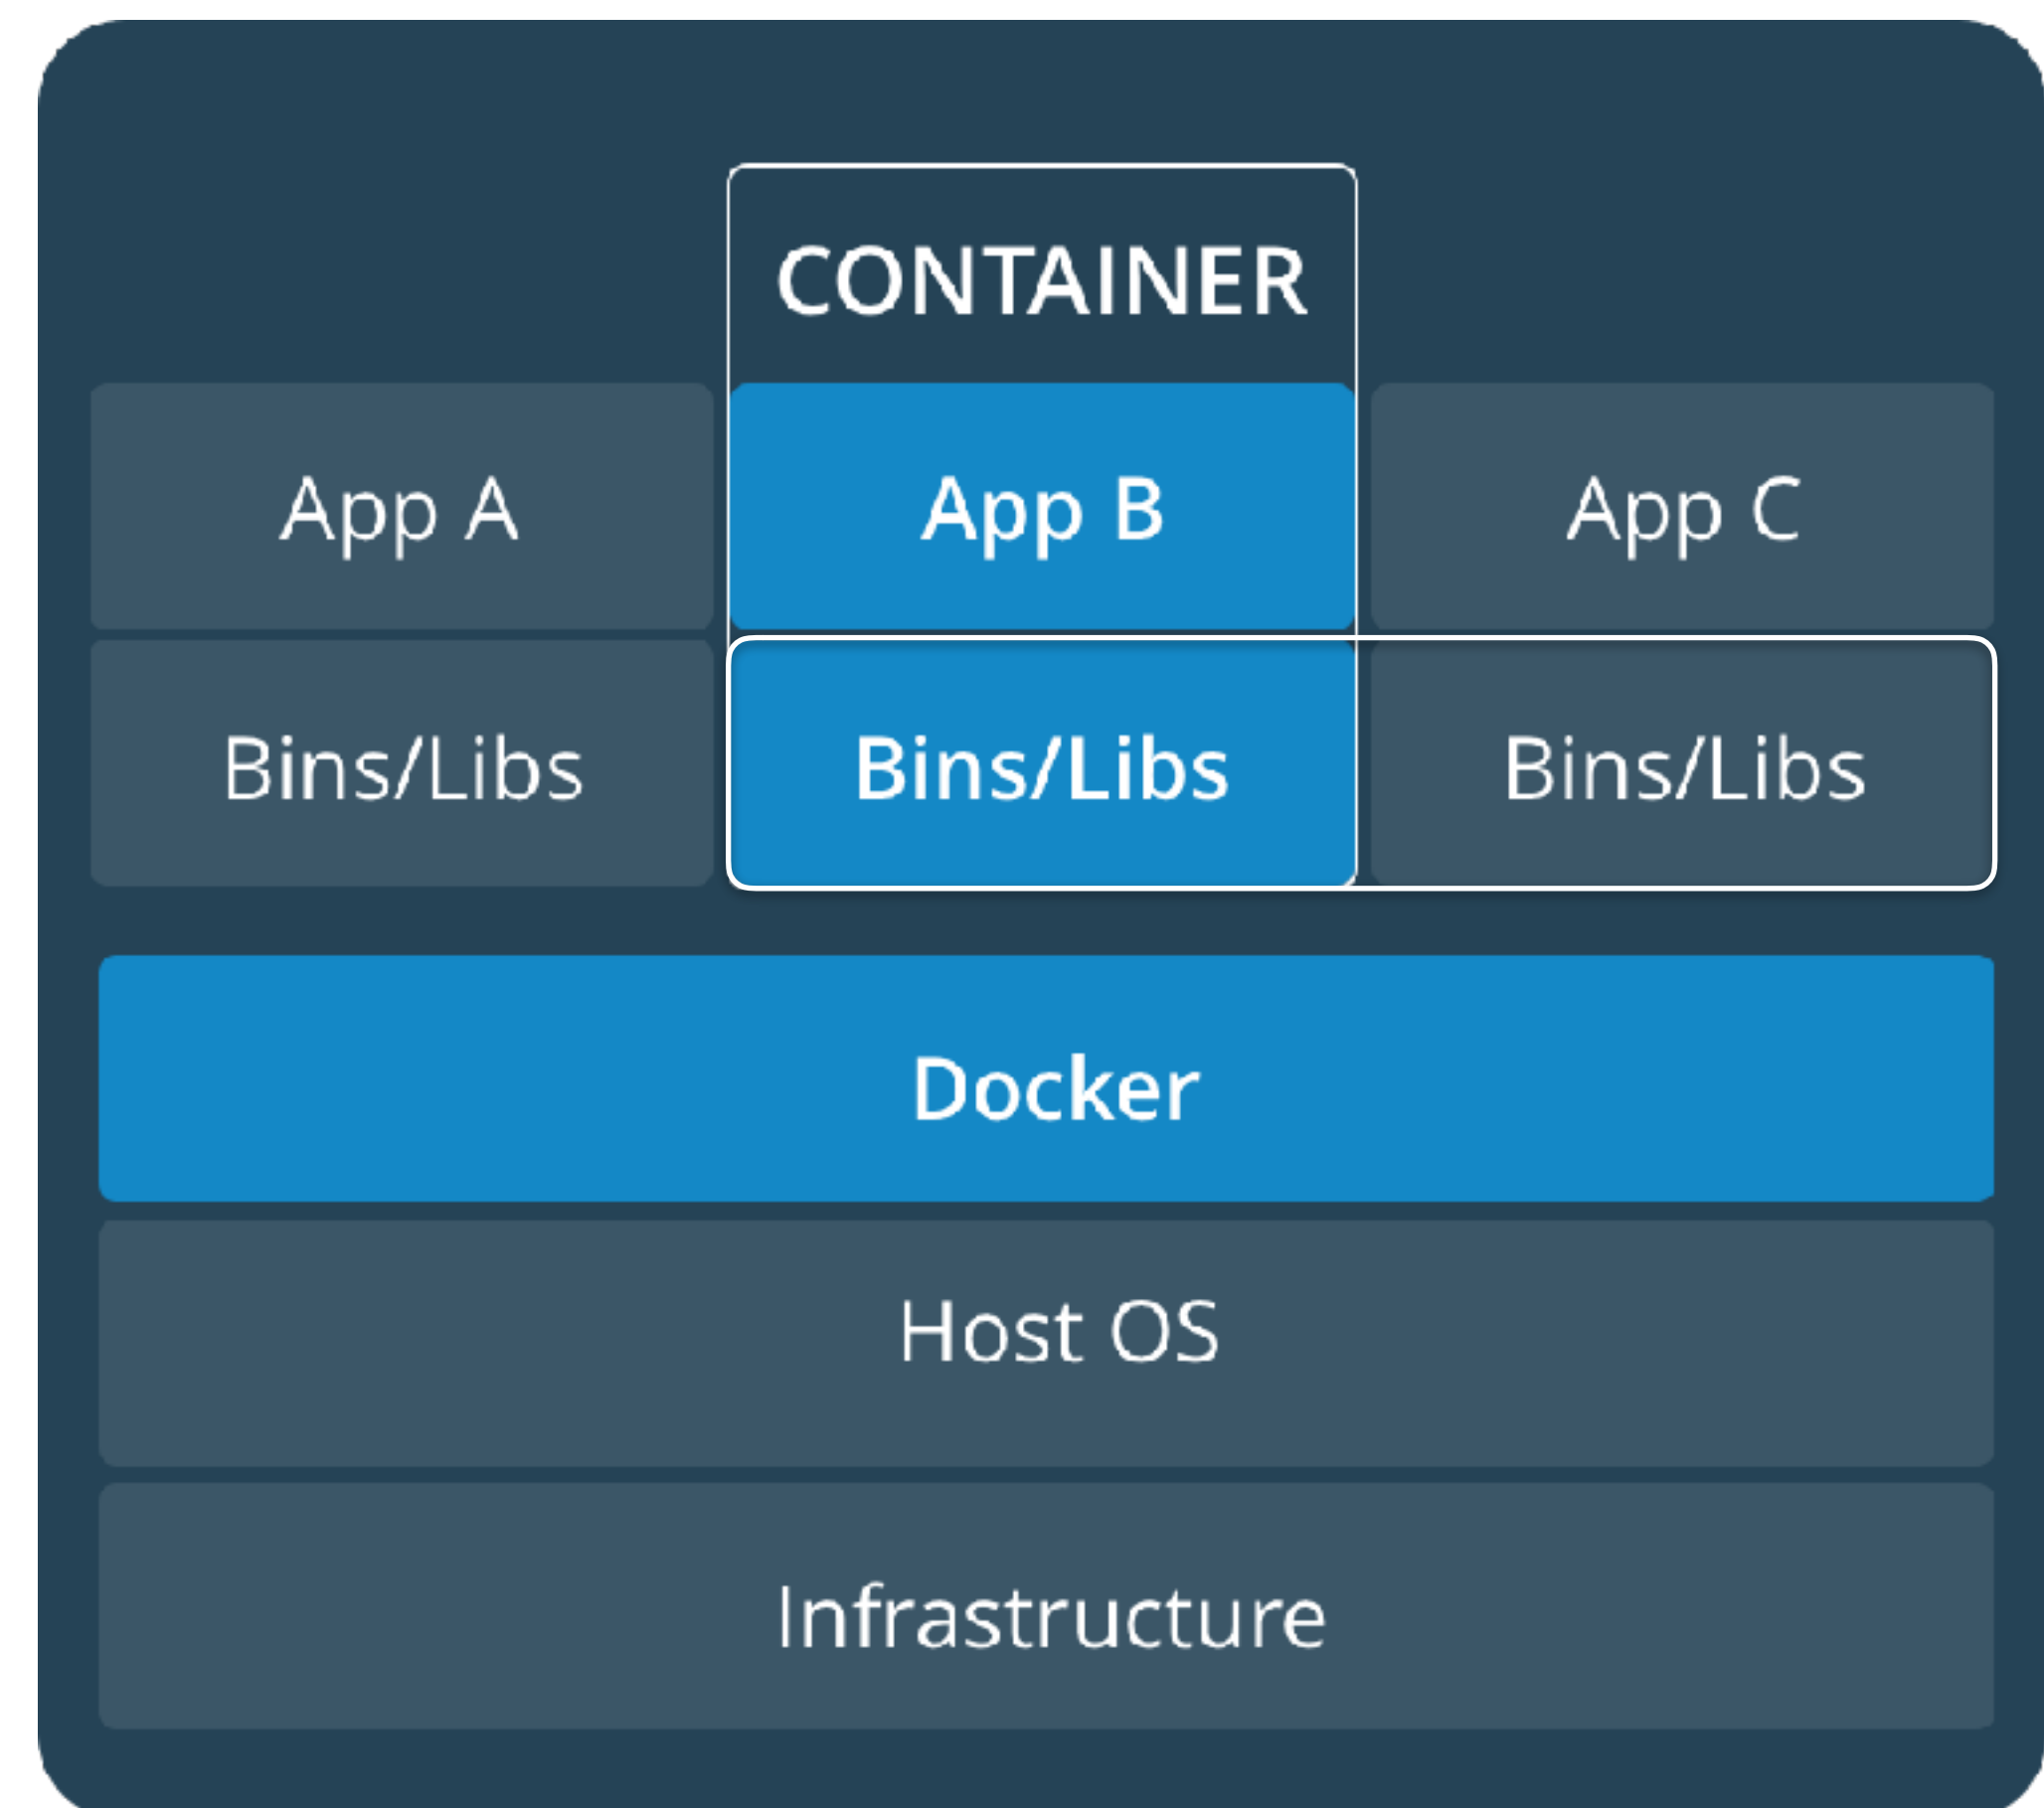 CONTAINER
App A
App B
App C
Bins/Libs
Bins/Libs
Bins/Libs
Docker
Host OS
Infrastructure